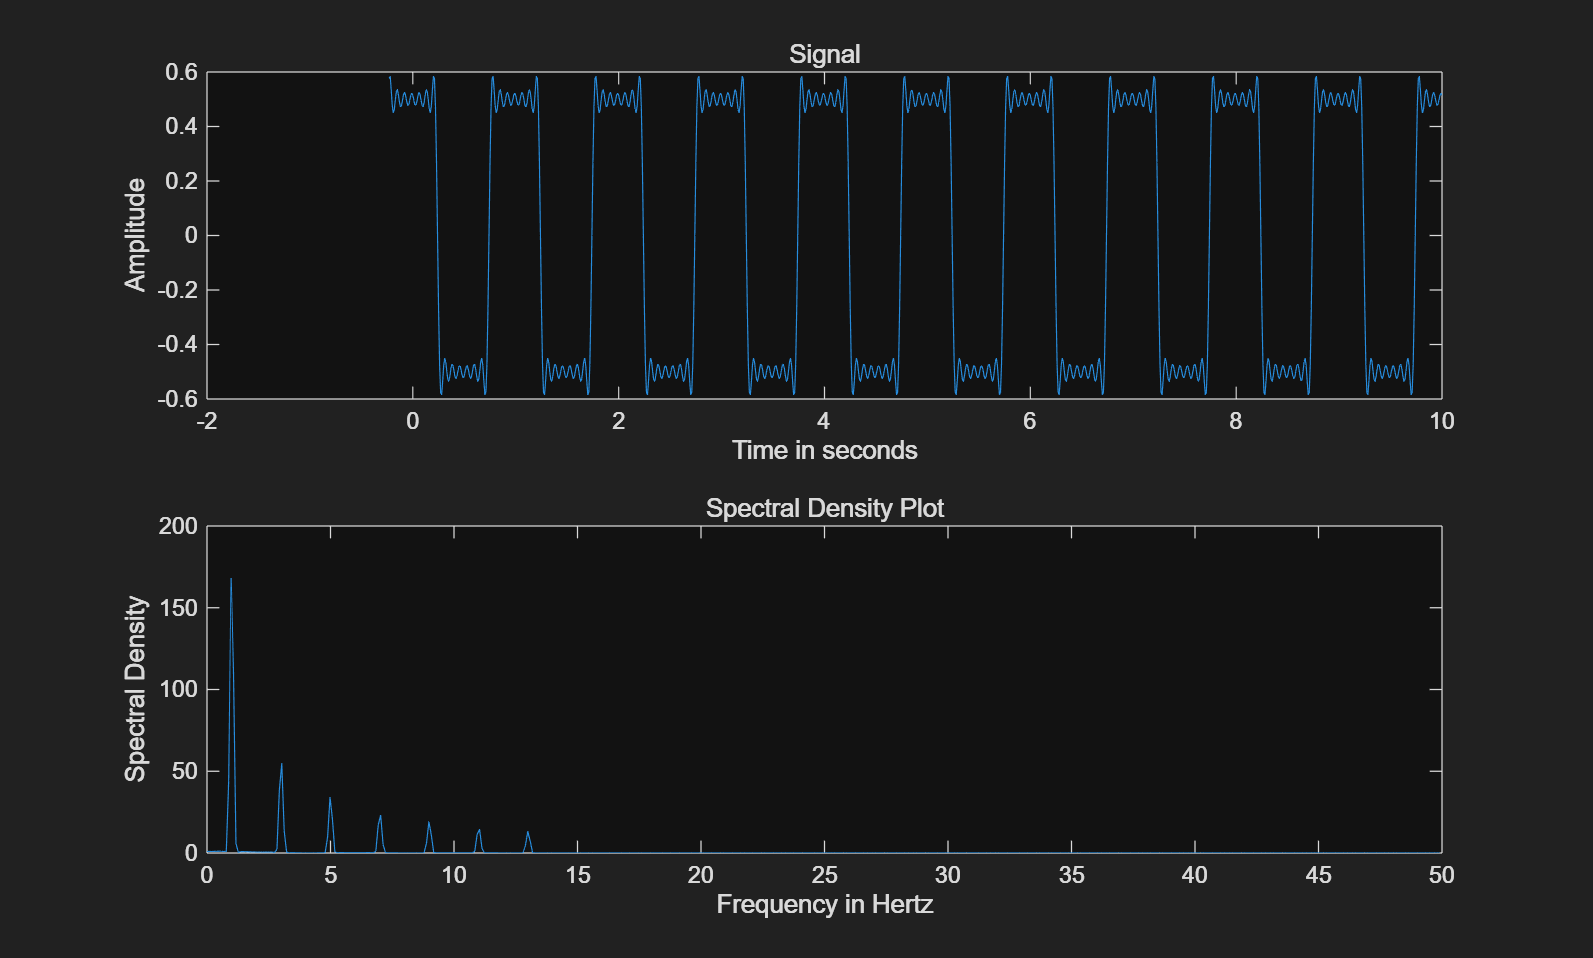 Signal
0.6
0.4
0.2
0
-0.2
-0.4
-0.6
Amplitude
-2 0 2 4 6 8 10
Time in seconds
Spectral Density Plot
200
150
100
50
0
Spectral Density
0 5 10 15 20 25 30 35 40 45 50
Frequency in Hertz